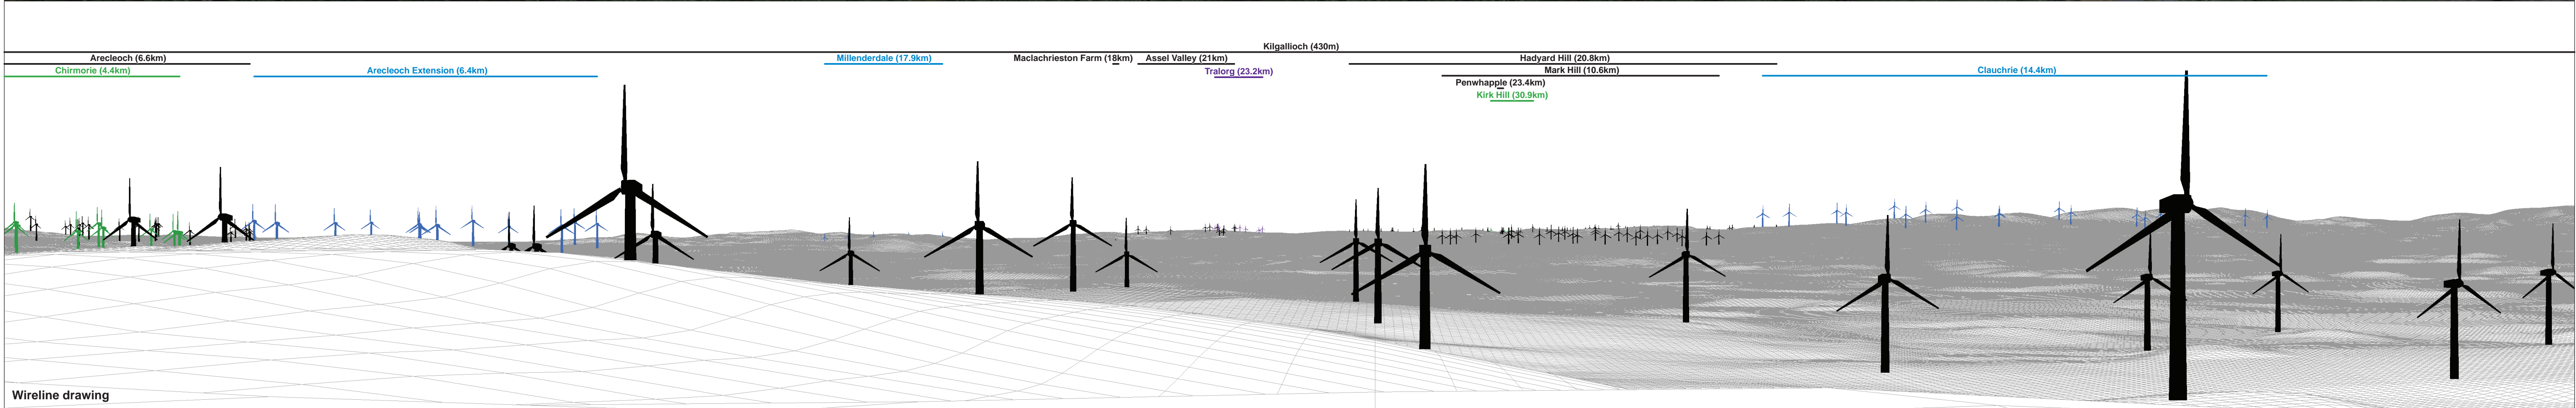 Kilgallioch (430m)
Arecleoch (6.6km)
Millenderdale (17.9km)
Maclachrieston Farm (18km)
Assel Valley (21km)
Hadyard Hill (20.8km)
Chirmorie (4.4km)
Arecleoch Extension (6.4km)
Tralorg (23.2km)
Mark Hill (10.6km)
Clauchrie (14.4km)
Penwhapple (23.4km)
Kirk Hill (30.9km)
Wireline drawing